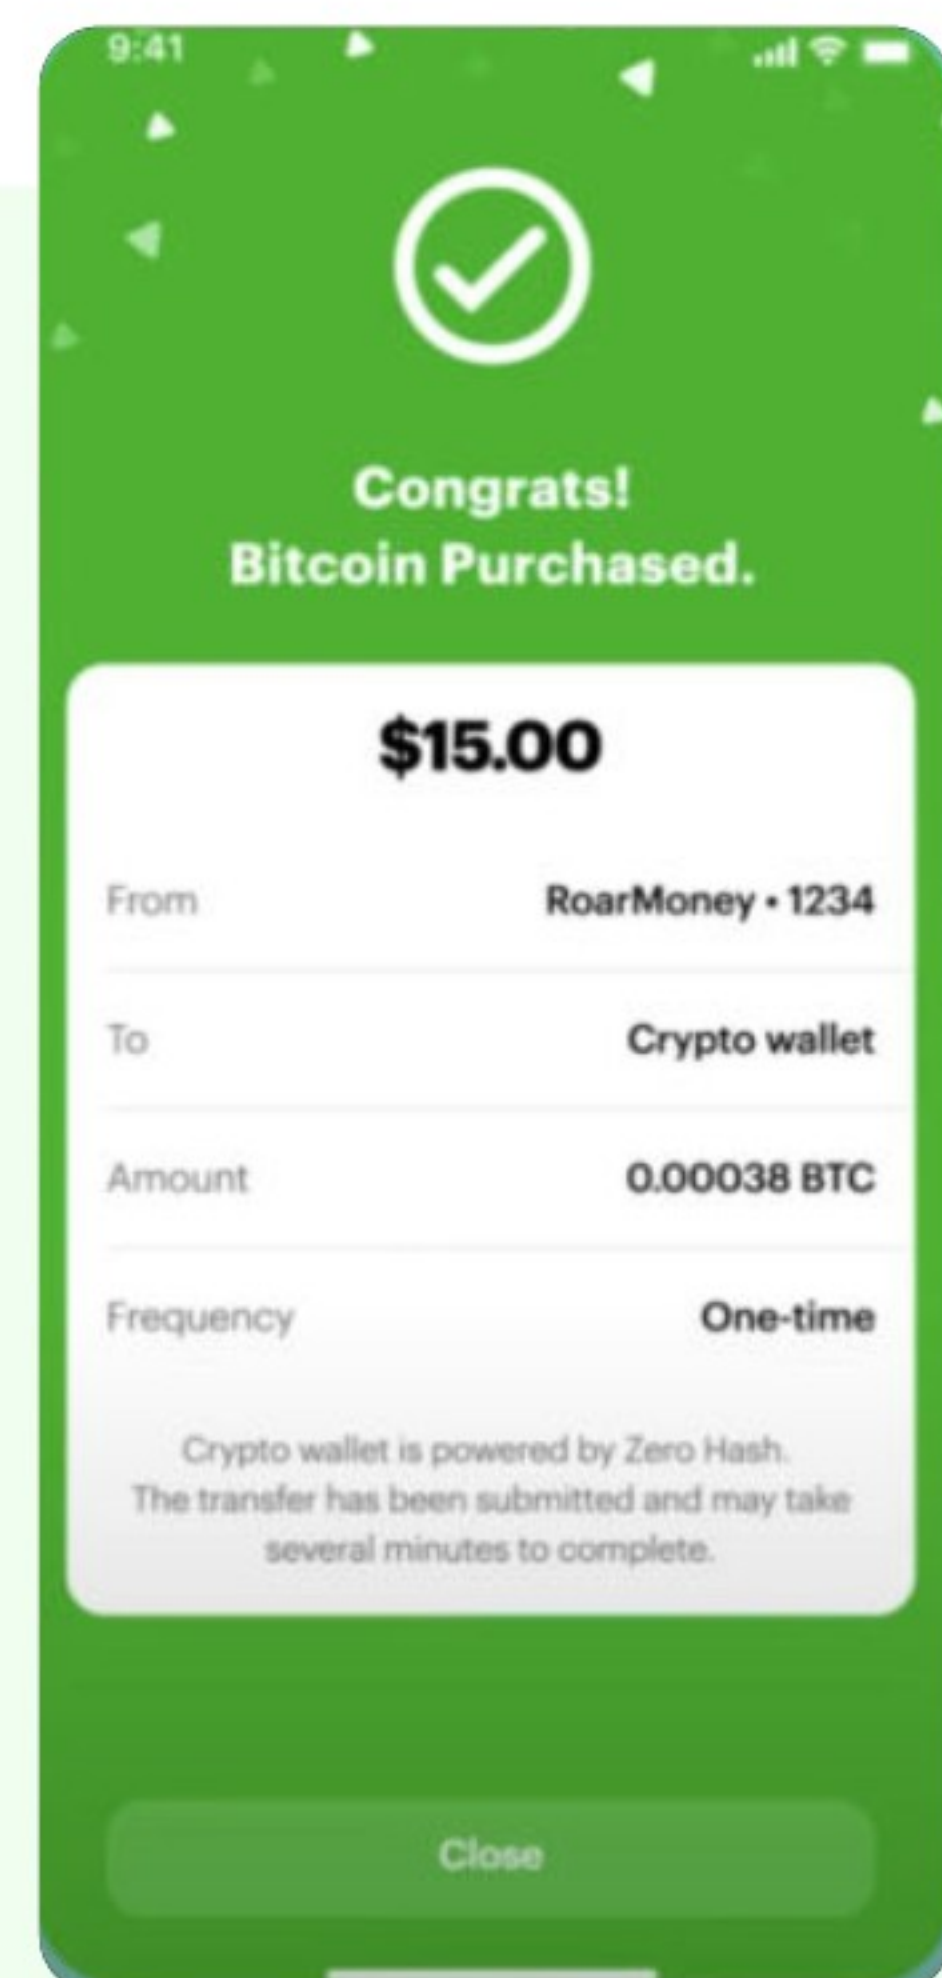 9:41
Congrats!
Bitcoin Purchased.
$15.00
From RoarMoney • 1234
To Crypto wallet
Amount 0.00038 BTC
Frequency One-time
Crypto wallet is powered by Zero Hash.
The transfer has been submitted and may take
several minutes to complete.
Close